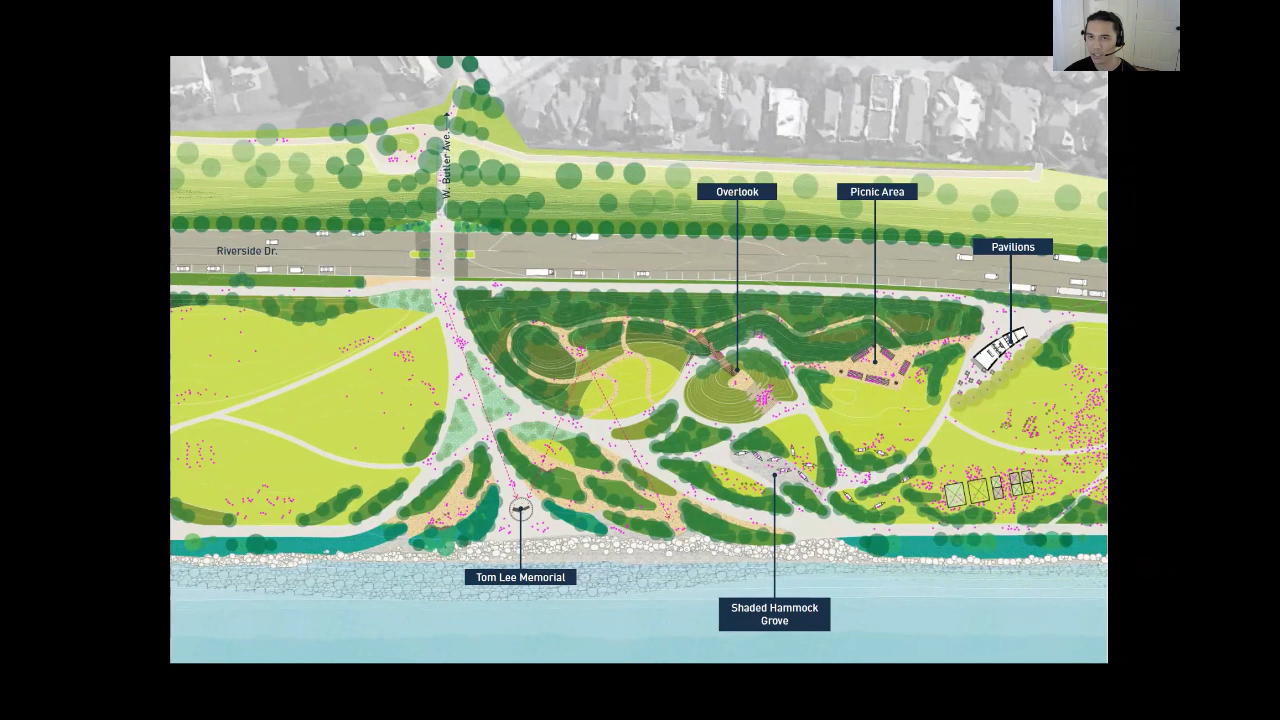 W. Butler Ave.
Overlook
Picnic Area
Pavilions
Riverside Dr.
Tom Lee Memorial
Shaded Hammock
Grove